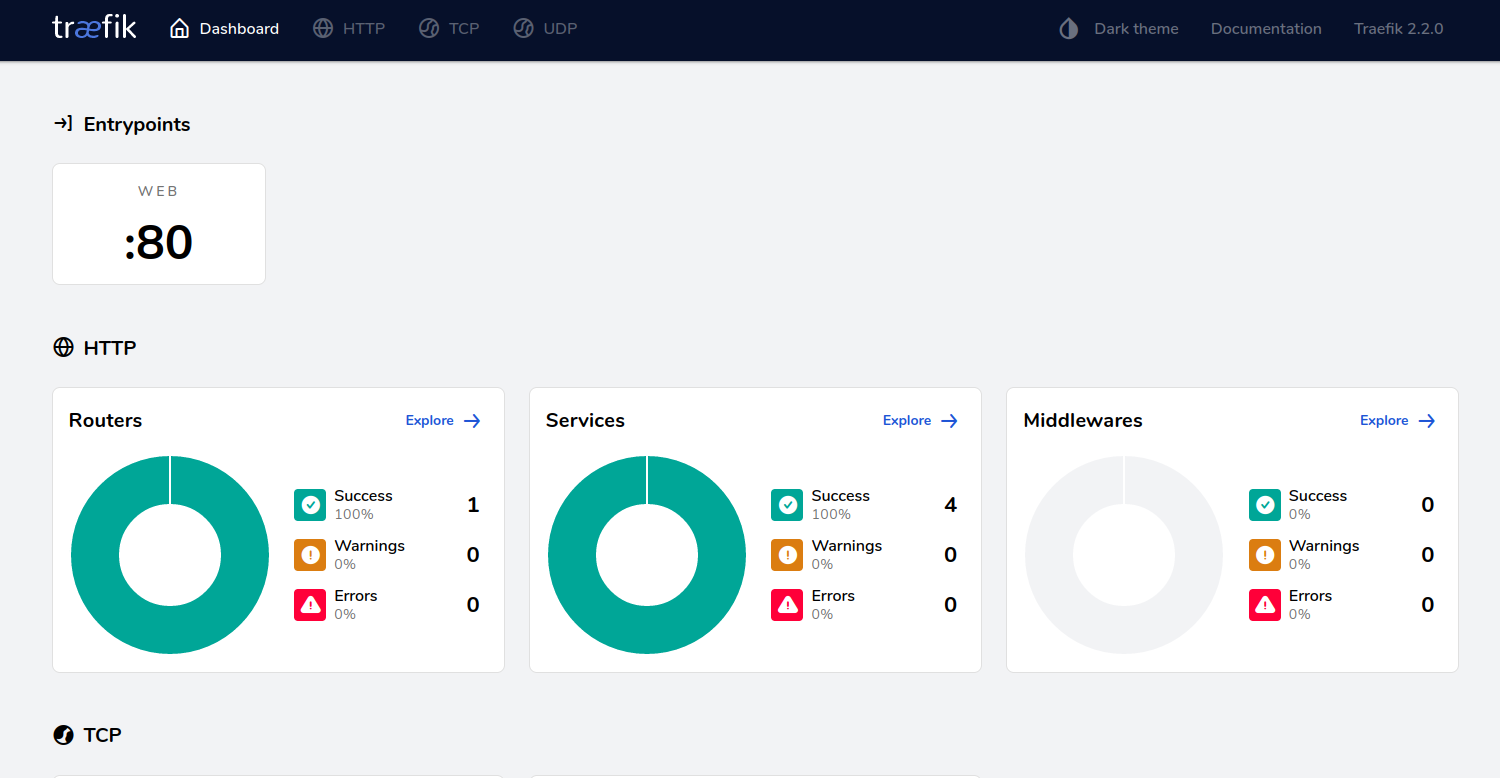 træfik Dashboard HTTP TCP UDP Dark theme Documentation Traefik 2.2.0
Entrypoints
WEB
:80
HTTP
Routers Explore
Success 1
100%
Warnings 0
0%
Errors 0
0%
Services Explore
Success 4
100%
Warnings 0
0%
Errors 0
0%
Middlewares Explore
Success 0
0%
Warnings 0
0%
Errors 0
0%
TCP